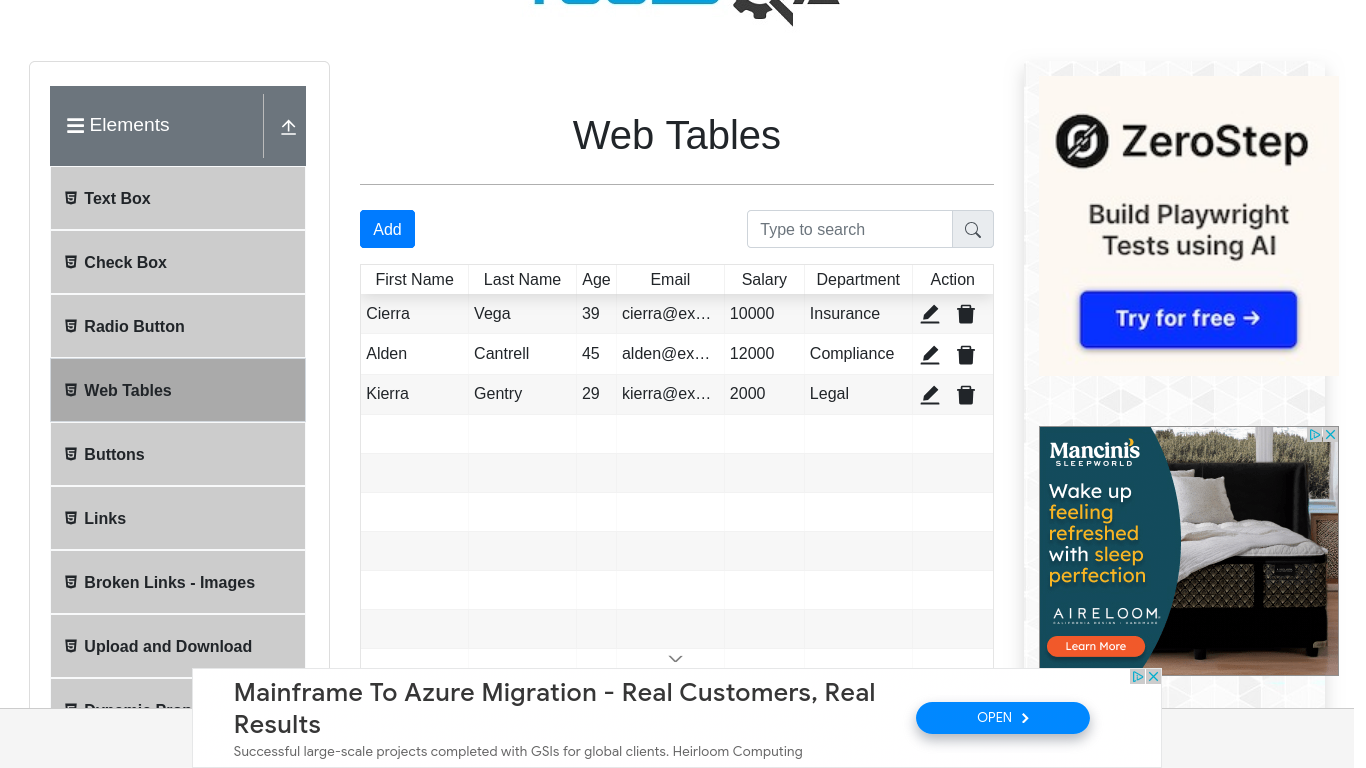 Elements
Text Box
Check Box
Radio Button
Web Tables
Buttons
Links
Broken Links - Images
Upload and Download
Web Tables
Add
Type to search
First Name Last Name Age Email Salary Department Action
Cierra Vega 39 cierra@ex... 10000 Insurance
Alden Cantrell 45 alden@ex... 12000 Compliance
Kierra Gentry 29 kierra@ex... 2000 Legal
ZeroStep
Build Playwright
Tests using AI
Try for free →
Mancini's
SLEEPWORLD
Wake up
feeling
refreshed
with sleep
perfection
AIRELOOM
Learn More
Mainframe To Azure Migration - Real Customers, Real
Results
Successful large-scale projects completed with GSIs for global clients. Heirloom Computing
OPEN